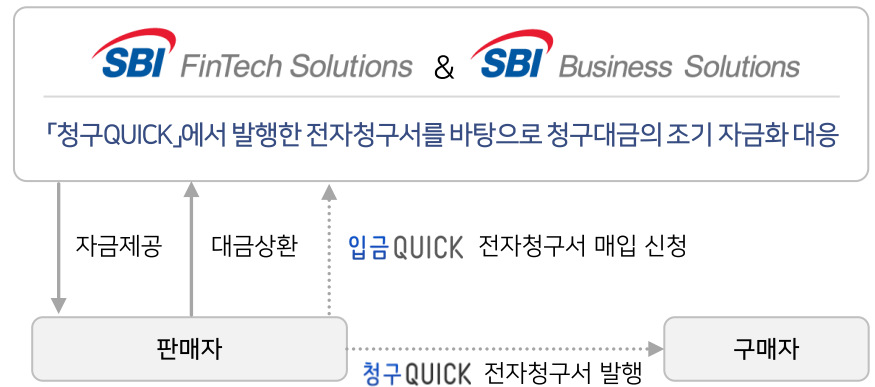 SBI FinTech Solutions & SBI Business Solutions
「청구QUICK」에서 발행한 전자청구서를 바탕으로 청구대금의 조기 자금화 대응
자금제공 대금상환 입금QUICK 전자청구서 매입 신청
판매자 구매자
청구QUICK 전자청구서 발행